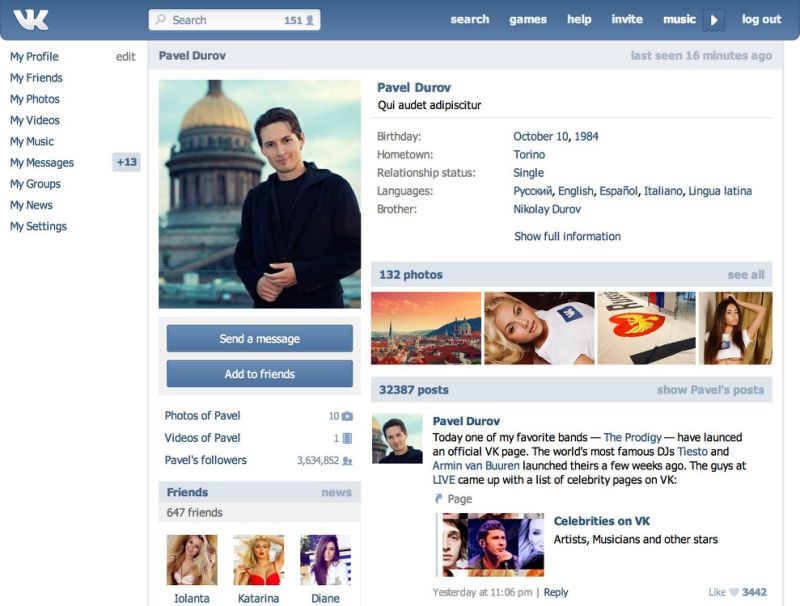 VK
Search 151
search games help invite music log out
My Profile edit
My Friends
My Photos
My Videos
My Music
My Messages +13
My Groups
My News
My Settings
Pavel Durov last seen 16 minutes ago
Pavel Durov
Qui audet adipiscitur
Birthday: October 10, 1984
Hometown: Torino
Relationship status: Single
Languages: Русский, English, Español, Italiano, Lingua latina
Brother: Nikolay Durov
Show full information
132 photos see all
Send a message
Add to friends
Photos of Pavel 10
Videos of Pavel 1
Pavel's followers 3,634,852
Friends news
647 friends
Iolanta Katarina Diane
32387 posts show Pavel's posts
Pavel Durov
Today one of my favorite bands — The Prodigy — have launced
an official VK page. The world's most famous DJs Tiesto and
Armin van Buuren launched theirs a few weeks ago. The guys at
LIVE came up with a list of celebrity pages on VK:
Page
Celebrities on VK
Artists, Musicians and other stars
Yesterday at 11:06 pm | Reply Like 3442